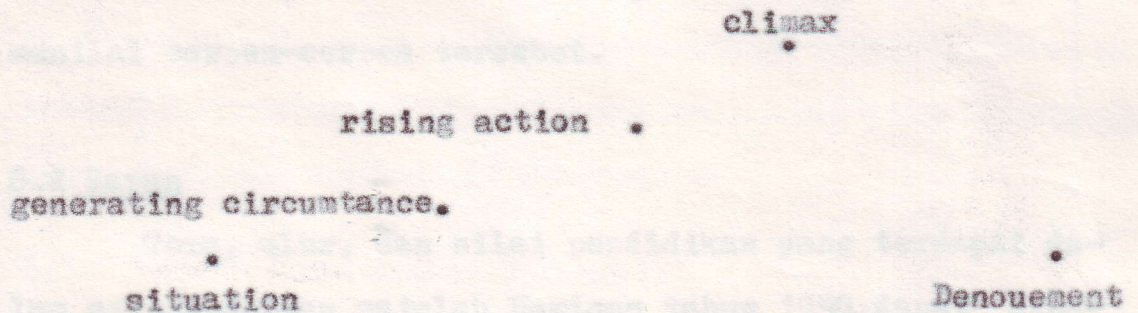 climax
rising action .
generating circumtance.
situation
Denouement